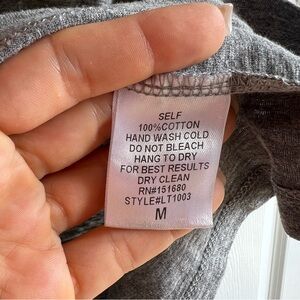 SELF
100%COTTON
HAND WASH COLD
DO NOT BLEACH
HANG TO DRY
FOR BEST RESULTS
DRY CLEAN
RN#151680
STYLE#LT1003
M